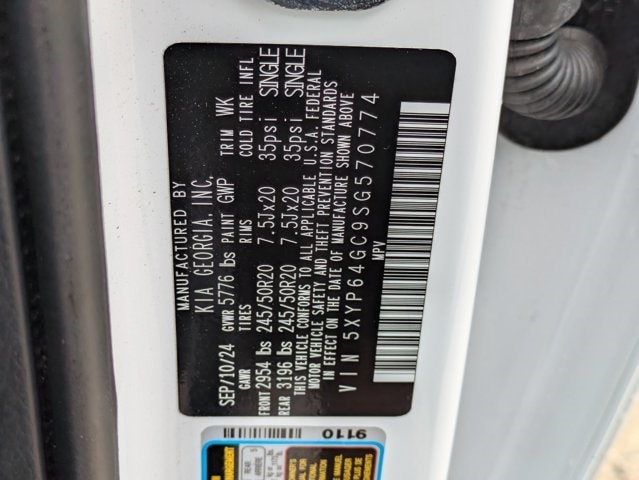 MANUFACTURED BY
KIA GEORGIA, INC.
SEP/10/24 GVWR 5776 lbs PAINT GWP TRIM WK
GAWR TIRES RIMS COLD TIRE INFL
FRONT 2954 lbs 245/50R20 7.5Jx20 35psi SINGLE
REAR 3196 lbs 245/50R20 7.5Jx20 35psi SINGLE
THIS VEHICLE CONFORMS TO ALL APPLICABLE U.S.A. FEDERAL
MOTOR VEHICLE SAFETY AND THEFT PREVENTION STANDARDS
IN EFFECT ON THE DATE OF MANUFACTURE SHOWN ABOVE
VIN 5XYP64GC9SG570774
MPV
9110